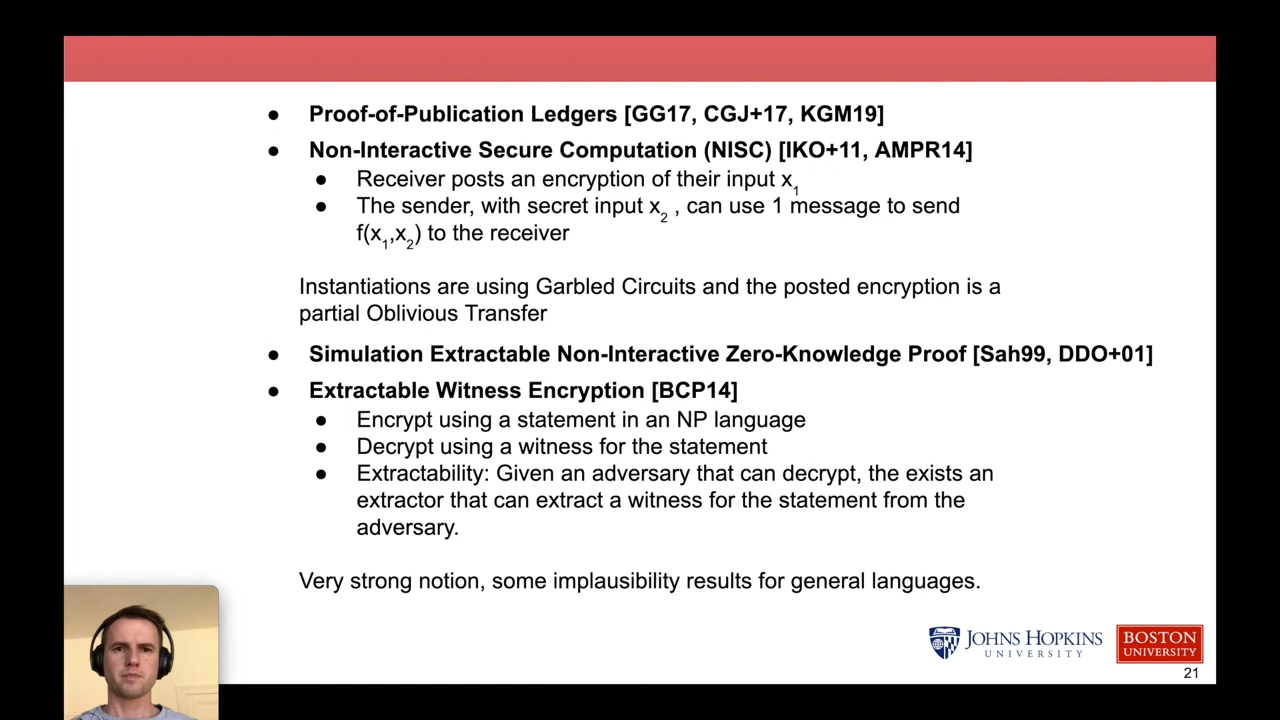 ● Proof-of-Publication Ledgers [GG17, CGJ+17, KGM19]
● Non-Interactive Secure Computation (NISC) [IKO+11, AMPR14]
● Receiver posts an encryption of their input x1
● The sender, with secret input x2 , can use 1 message to send
f(x1,x2) to the receiver
Instantiations are using Garbled Circuits and the posted encryption is a
partial Oblivious Transfer
● Simulation Extractable Non-Interactive Zero-Knowledge Proof [Sah99, DDO+01]
● Extractable Witness Encryption [BCP14]
● Encrypt using a statement in an NP language
● Decrypt using a witness for the statement
● Extractability: Given an adversary that can decrypt, the exists an
extractor that can extract a witness for the statement from the
adversary.
Very strong notion, some implausibility results for general languages.
JOHNS HOPKINS
UNIVERSITY
BOSTON
UNIVERSITY
21